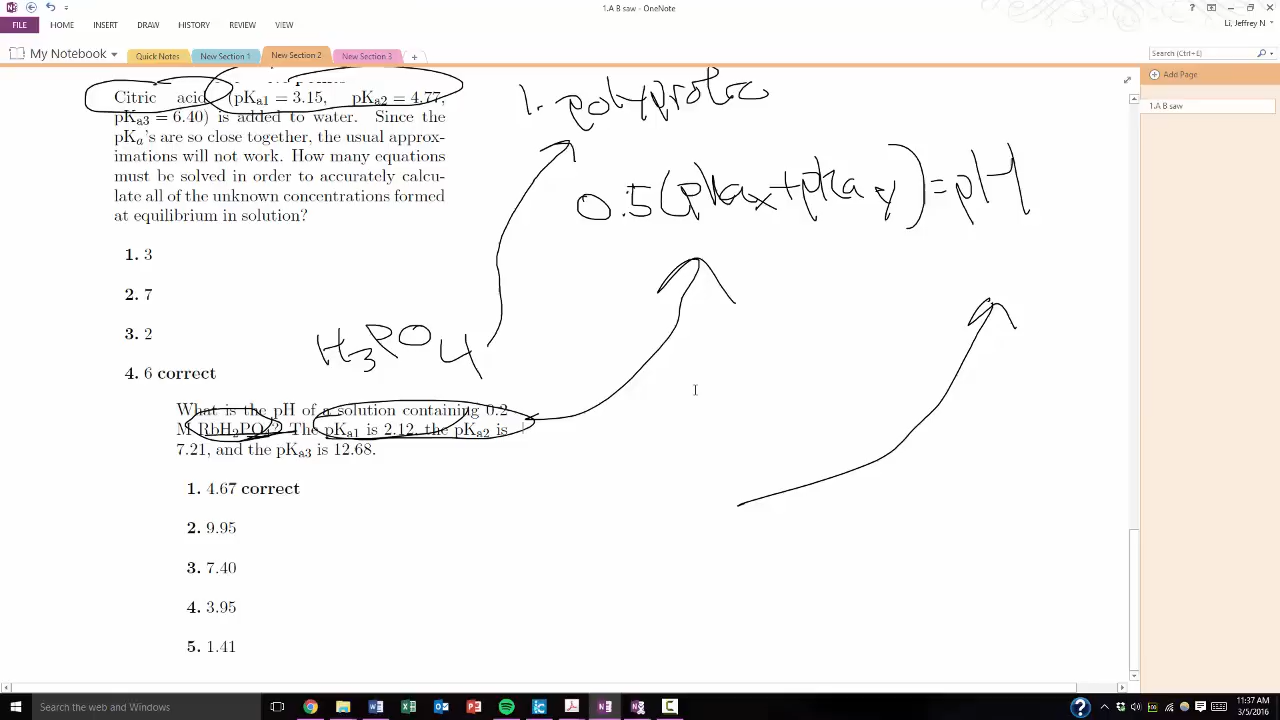 1.A B saw - OneNote
Li, Jeffrey N
FILE HOME INSERT DRAW HISTORY REVIEW VIEW
My Notebook Quick Notes New Section 1 New Section 2 New Section 3 +
Search (Ctrl+E)
Add Page
1.A B saw
Citric acid (pKa1 = 3.15, pKa2 = 4.77,
pKa3 = 6.40) is added to water. Since the
pKa's are so close together, the usual approx-
imations will not work. How many equations
must be solved in order to accurately calcu-
late all of the unknown concentrations formed
at equilibrium in solution?
1. 3
2. 7
3. 2
4. 6 correct
1. polyprotic
0.5(pKax+pKay)=pH
H3PO4
What is the pH of a solution containing 0.2
M RbH2PO4? The pKa1 is 2.12, the pKa2 is
7.21, and the pKa3 is 12.68.
1. 4.67 correct
2. 9.95
3. 7.40
4. 3.95
5. 1.41
Search the web and Windows
11:37 AM
3/5/2016